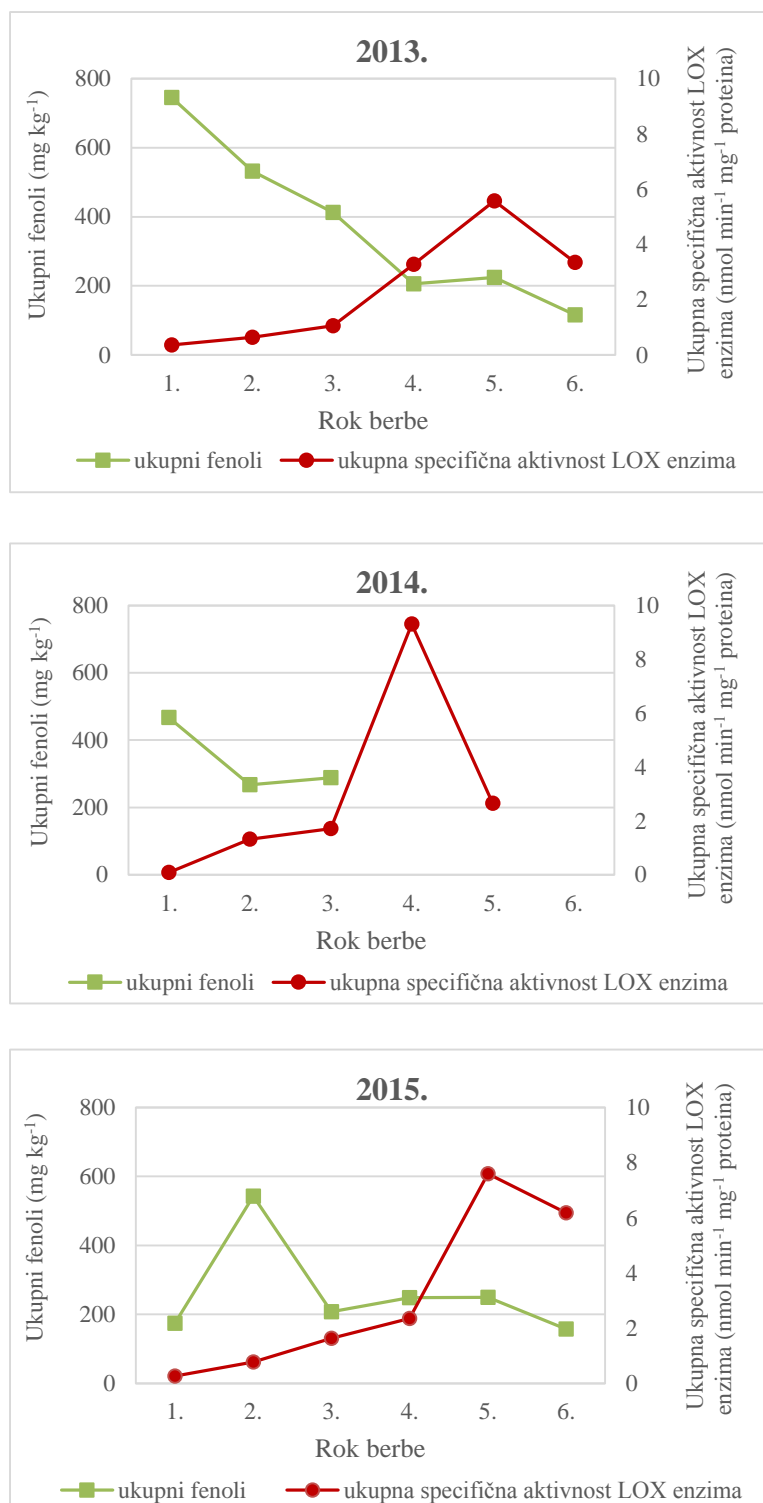 2013.
Ukupni fenoli (mg kg-1)
800
600
400
200
0
10
8
6
4
2
0
Ukupna specifična aktivnost LOX
enzima (nmol min-1 mg-1 proteina)
1. 2. 3. 4. 5. 6.
Rok berbe
ukupni fenoli ukupna specifična aktivnost LOX enzima
2014.
Ukupni fenoli (mg kg-1)
800
600
400
200
0
10
8
6
4
2
0
Ukupna specifična aktivnost LOX
enzima (nmol min-1 mg-1 proteina)
1. 2. 3. 4. 5. 6.
Rok berbe
ukupni fenoli ukupna specifična aktivnost LOX enzima
2015.
Ukupni fenoli (mg kg-1)
800
600
400
200
0
10
8
6
4
2
0
Ukupna specifična aktivnost LOX
enzima (nmol min-1 mg-1 proteina)
1. 2. 3. 4. 5. 6.
Rok berbe
ukupni fenoli ukupna specifična aktivnost LOX enzima